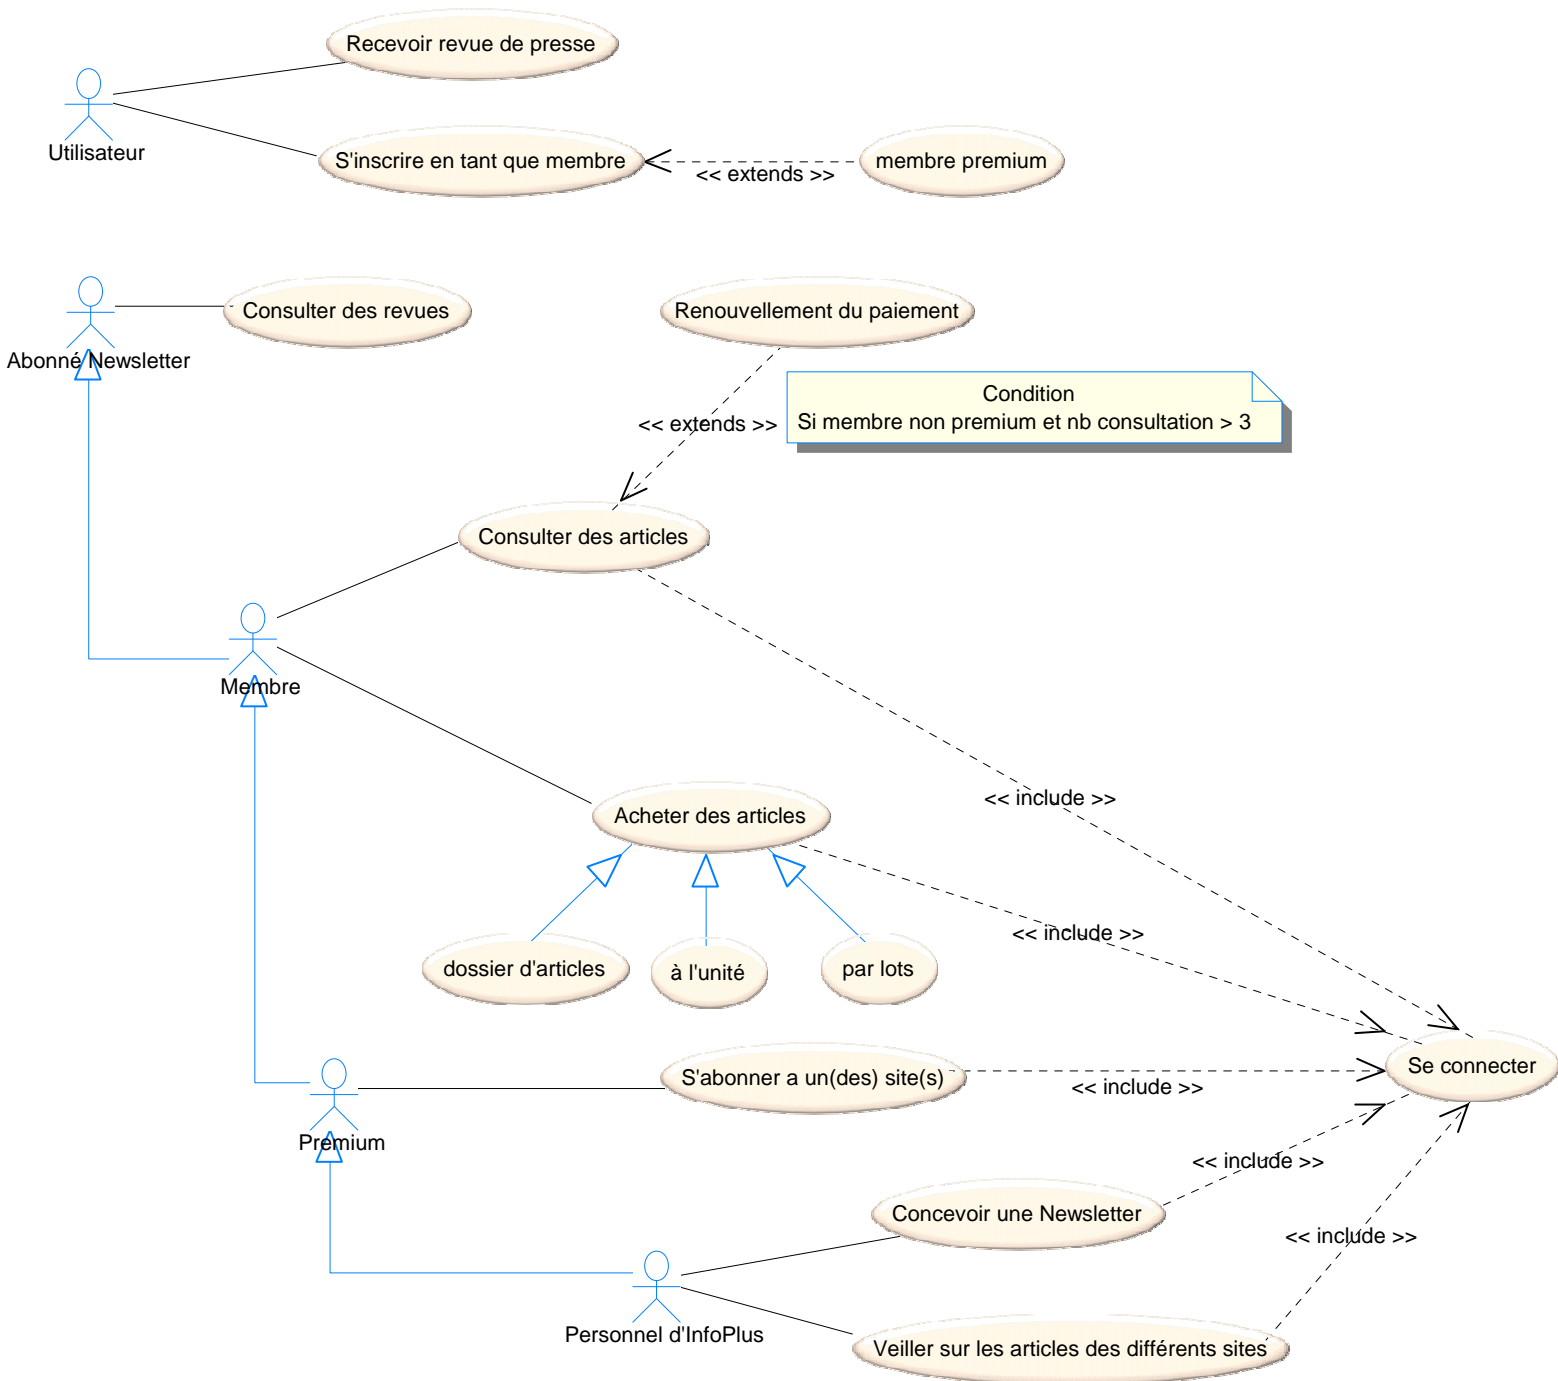 Recevoir revue de presse
Utilisateur
S'inscrire en tant que membre
<< extends >>
membre premium
Abonné Newsletter
Consulter des revues
Renouvellement du paiement
Condition
Si membre non premium et nb consultation > 3
<< extends >>
Consulter des articles
Membre
<< include >>
Acheter des articles
<< include >>
dossier d'articles
à l'unité
par lots
Se connecter
S'abonner a un(des) site(s)
<< include >>
Premium
<< include >>
Concevoir une Newsletter
<< include >>
Personnel d'InfoPlus
Veiller sur les articles des différents sites